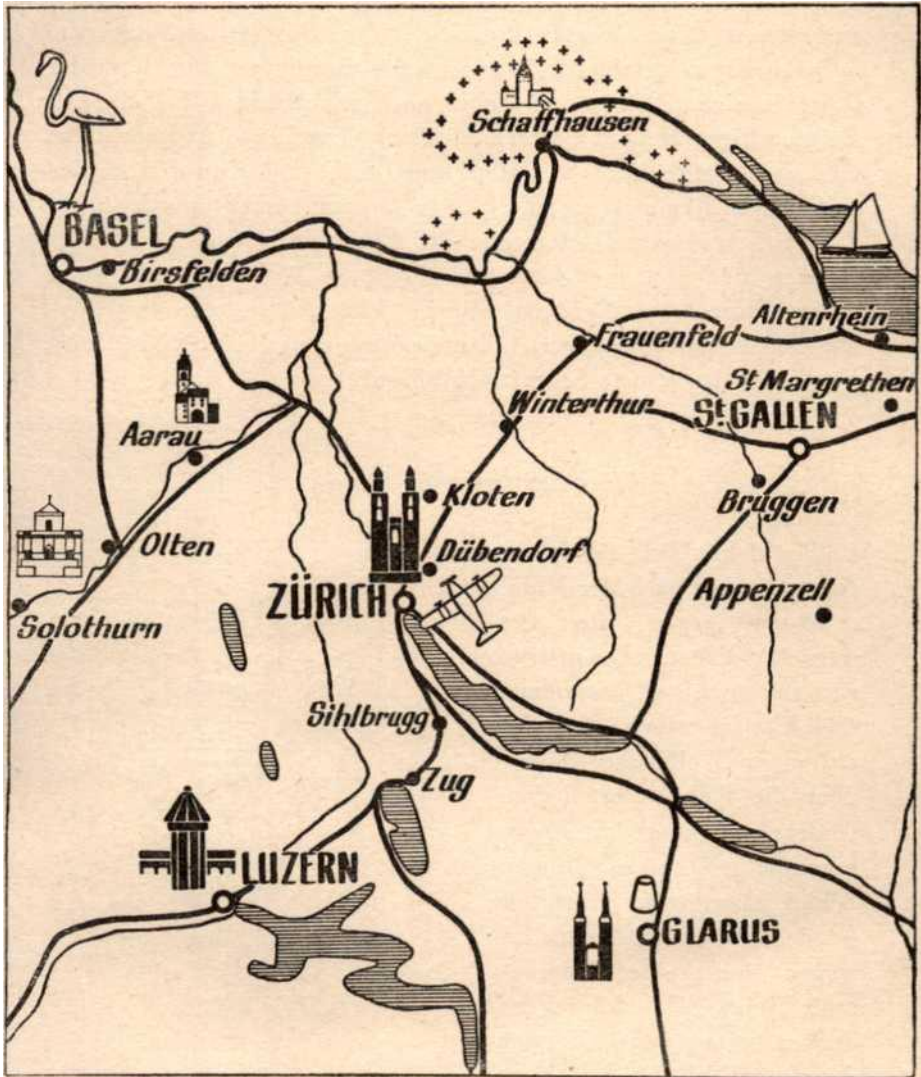 Schaffhausen
BASEL
Birsfelden
Altenrhein
Frauenfeld
St. Margrethen
Winterthur
St. GALLEN
Aarau
Kloten
Bruggen
Olten
Dübendorf
ZÜRICH
Appenzell
Solothurn
Sihlbrugg
Zug
LUZERN
GLARUS